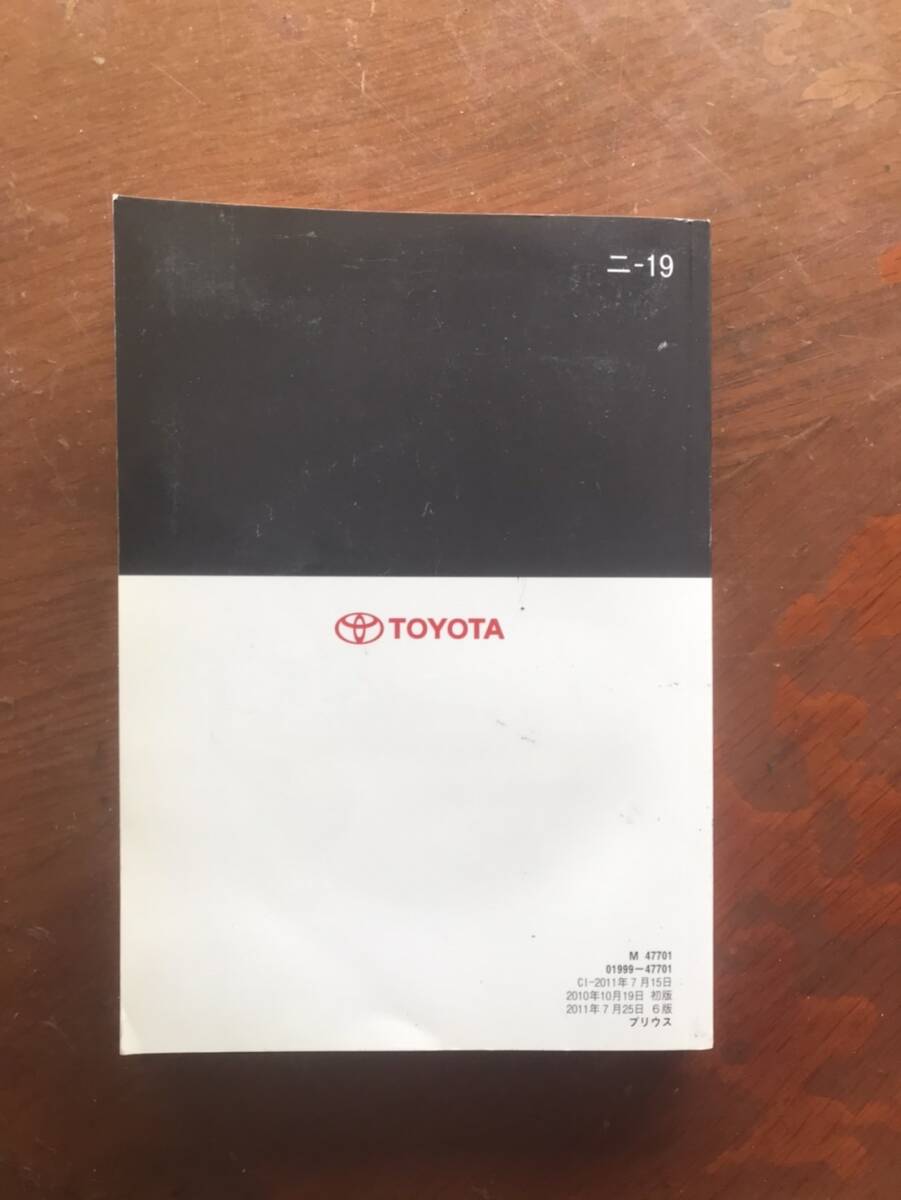 ニ-19
TOYOTA
M 47701
01999-47701
CI-2011年7月15日
2010年10月19日 初版
2011年7月25日 6版
プリウス